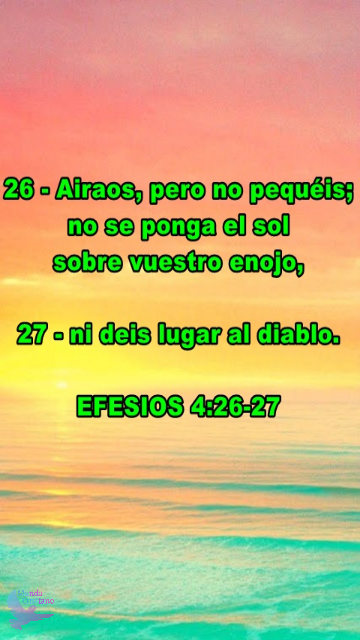 26 - Airaos, pero no pequéis;
no se ponga el sol
sobre vuestro enojo,
27 - ni deis lugar al diablo.
EFESIOS 4:26-27